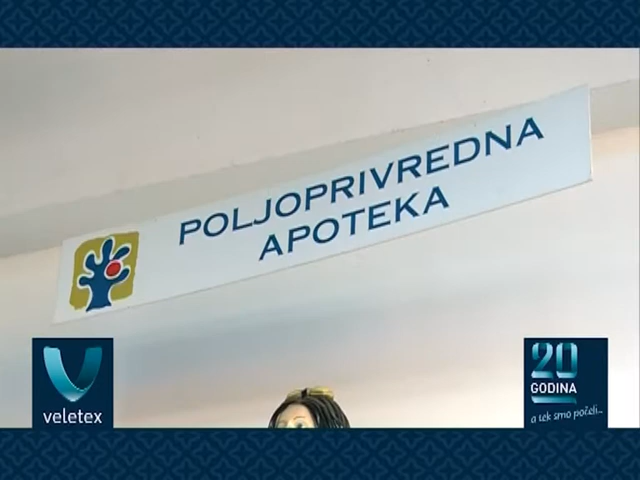 POLJOPRIVREDNA
APOTEKA
veletex
20
GODINA
a tek smo počeli...